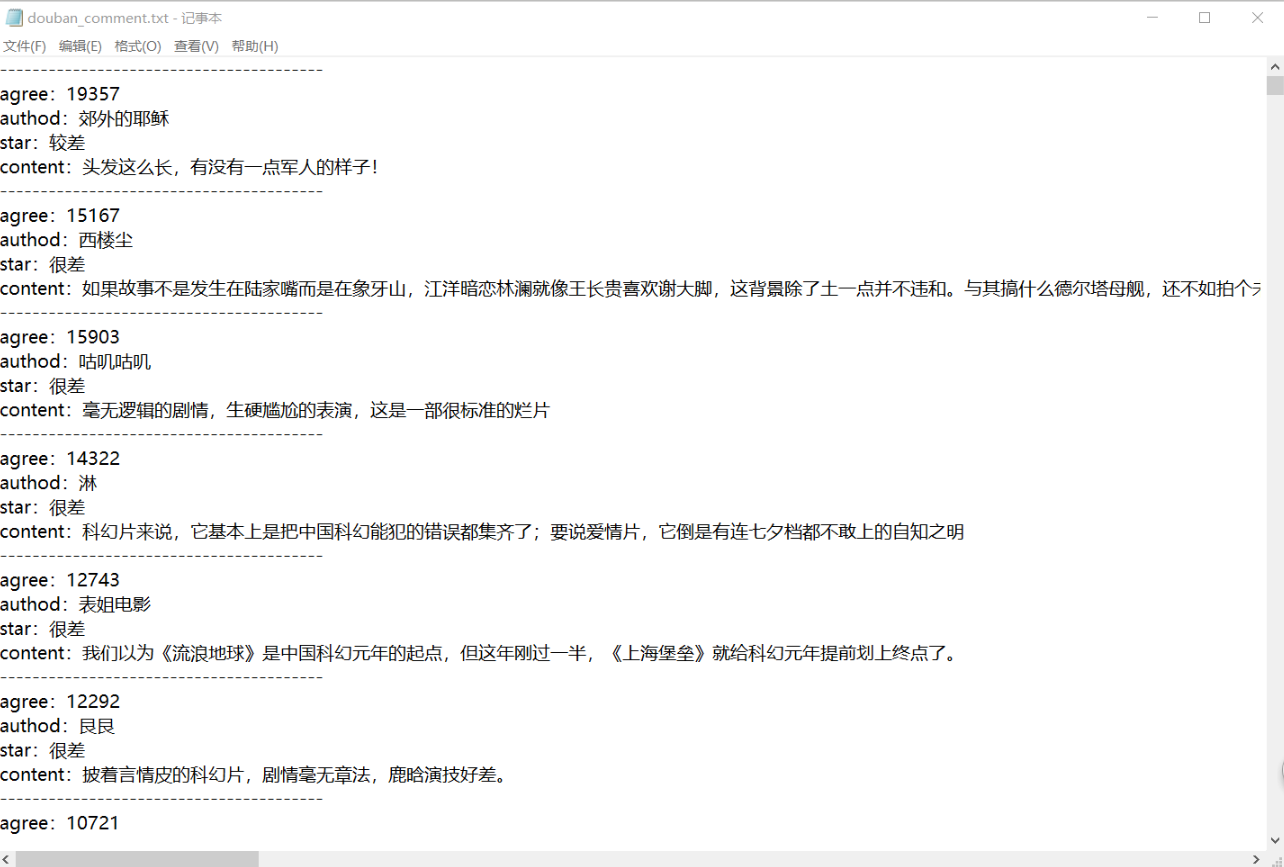 douban_comment.txt - 记事本
文件(F) 编辑(E) 格式(O) 查看(V) 帮助(H)
----------------------------------------
agree：19357
authod：郊外的耶稣
star：较差
content：头发这么长，有没有一点军人的样子！
----------------------------------------
agree：15167
authod：西楼尘
star：很差
content：如果故事不是发生在陆家嘴而是在象牙山，江洋暗恋林澜就像王长贵喜欢谢大脚，这背景除了土一点并不违和。与其搞什么德尔塔母舰，还不如拍个
----------------------------------------
agree：15903
authod：咕叽咕叽
star：很差
content：毫无逻辑的剧情，生硬尴尬的表演，这是一部很标准的烂片
----------------------------------------
agree：14322
authod：淋
star：很差
content：科幻片来说，它基本上是把中国科幻能犯的错误都集齐了；要说爱情片，它倒是有连七夕档都不敢上的自知之明
----------------------------------------
agree：12743
authod：表姐电影
star：很差
content：我们以为《流浪地球》是中国科幻元年的起点，但这年刚过一半，《上海堡垒》就给科幻元年提前划上终点了。
----------------------------------------
agree：12292
authod：艮艮
star：很差
content：披着言情皮的科幻片，剧情毫无章法，鹿晗演技好差。
----------------------------------------
agree：10721